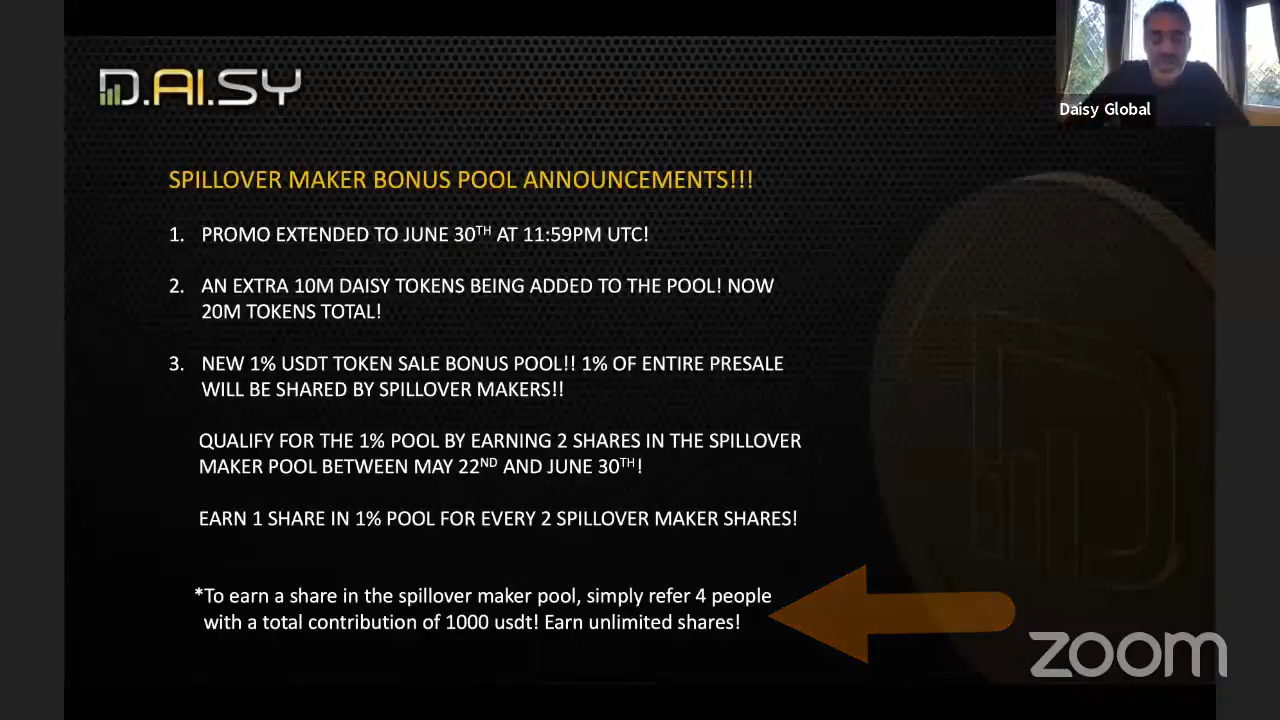 D.AI.SY
Daisy Global
SPILLOVER MAKER BONUS POOL ANNOUNCEMENTS!!!
1. PROMO EXTENDED TO JUNE 30TH AT 11:59PM UTC!
2. AN EXTRA 10M DAISY TOKENS BEING ADDED TO THE POOL! NOW
20M TOKENS TOTAL!
3. NEW 1% USDT TOKEN SALE BONUS POOL!! 1% OF ENTIRE PRESALE
WILL BE SHARED BY SPILLOVER MAKERS!!
QUALIFY FOR THE 1% POOL BY EARNING 2 SHARES IN THE SPILLOVER
MAKER POOL BETWEEN MAY 22ND AND JUNE 30TH!
EARN 1 SHARE IN 1% POOL FOR EVERY 2 SPILLOVER MAKER SHARES!
*To earn a share in the spillover maker pool, simply refer 4 people
with a total contribution of 1000 usdt! Earn unlimited shares!
zoom